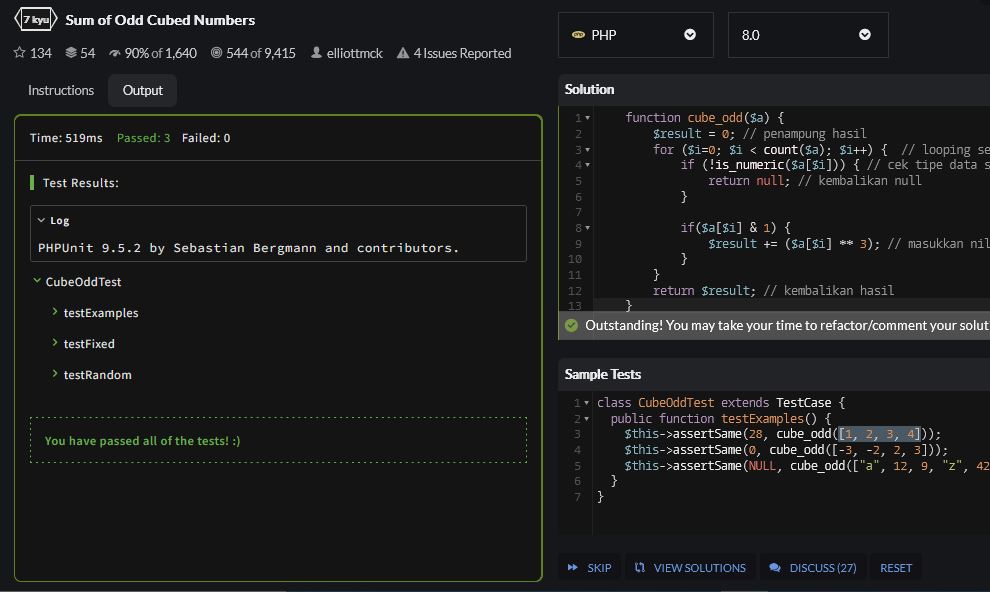 7 kyu Sum of Odd Cubed Numbers
134 54 90% of 1,640 544 of 9,415 elliottmck 4 Issues Reported
Instructions Output
Time: 519ms Passed: 3 Failed: 0
Test Results:
Log
PHPUnit 9.5.2 by Sebastian Bergmann and contributors.
CubeOddTest
testExamples
testFixed
testRandom
You have passed all of the tests! :)
PHP 8.0
Solution
1 function cube_odd($a) {
2 $result = 0; // penampung hasil
3 for ($i=0; $i < count($a); $i++) { // looping se
4 if (!is_numeric($a[$i])) { // cek tipe data s
5 return null; // kembalikan null
6 }
7
8 if($a[$i] & 1) {
9 $result += ($a[$i] ** 3); // masukkan nil
10 }
11 }
12 return $result; // kembalikan hasil
13 }
Outstanding! You may take your time to refactor/comment your solut
Sample Tests
1 class CubeOddTest extends TestCase {
2 public function testExamples() {
3 $this->assertSame(28, cube_odd([1, 2, 3, 4]));
4 $this->assertSame(0, cube_odd([-3, -2, 2, 3]));
5 $this->assertSame(NULL, cube_odd(["a", 12, 9, "z", 42
6 }
7 }
SKIP VIEW SOLUTIONS DISCUSS (27) RESET